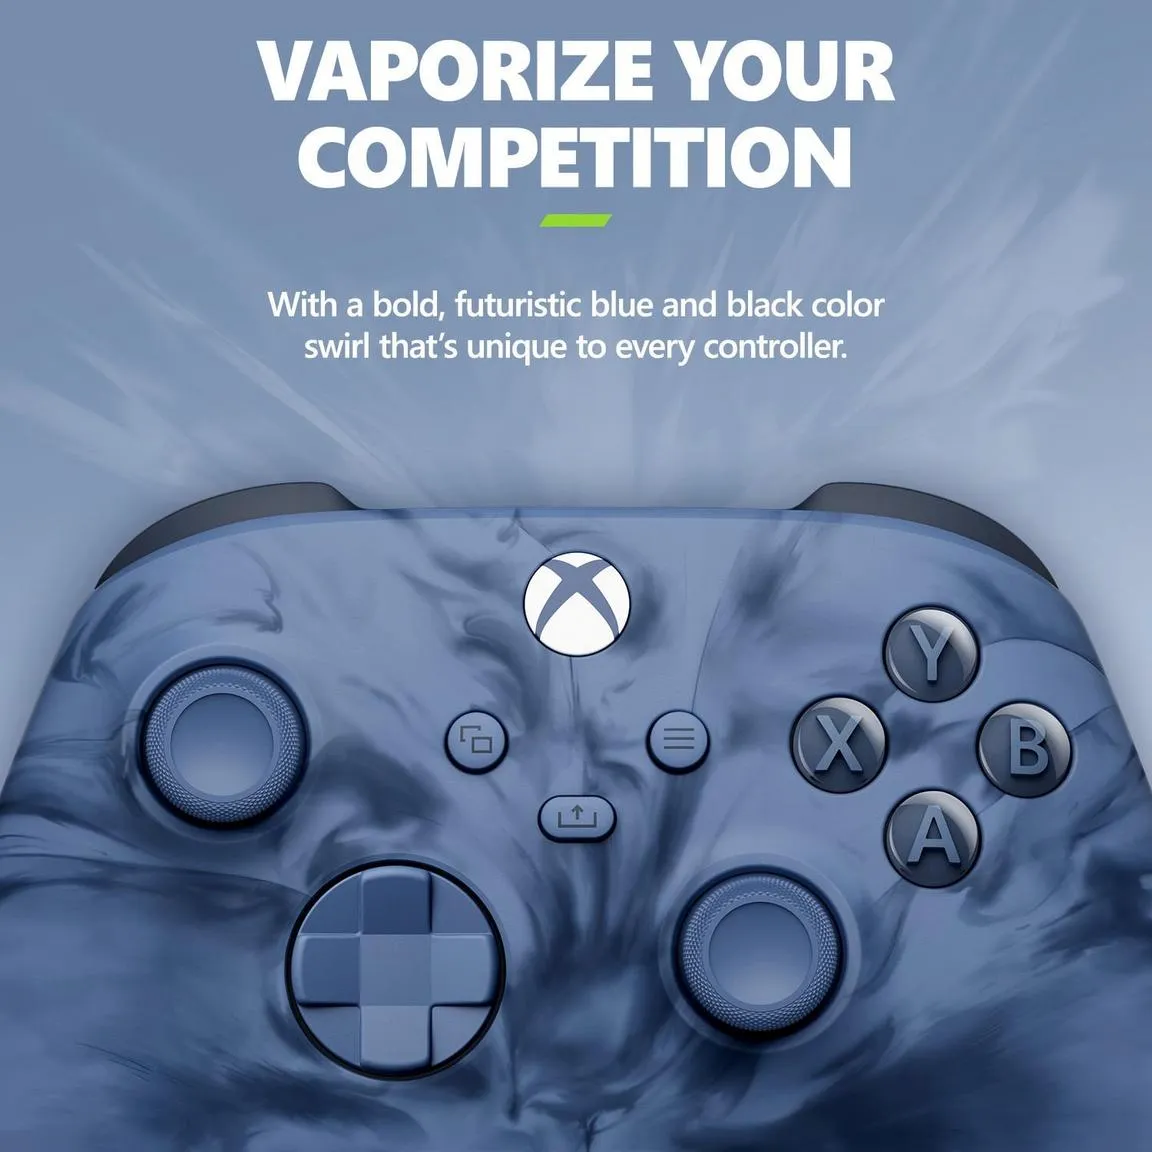 VAPORIZE YOUR
COMPETITION
With a bold, futuristic blue and black color
swirl that's unique to every controller.
Y
X
B
A